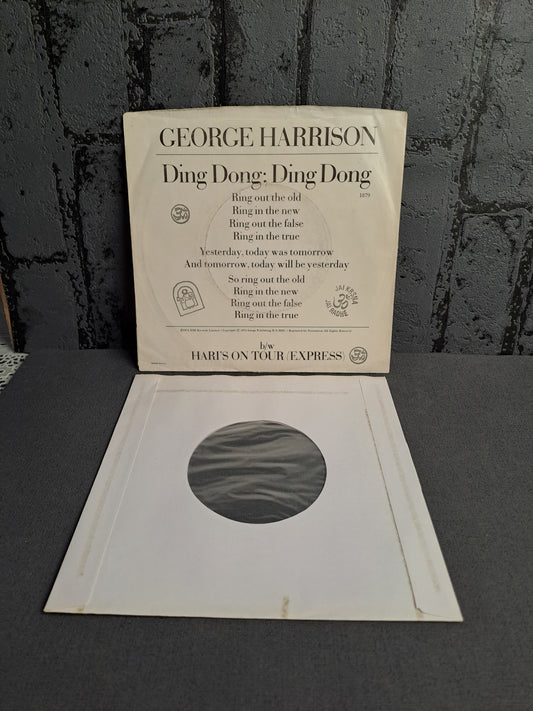 GEORGE HARRISON
Ding Dong; Ding Dong
1879
Ring out the old
Ring in the new
Ring out the false
Ring in the true
Yesterday, today was tomorrow
And tomorrow, today will be yesterday
So ring out the old
Ring in the new
Ring out the false
Ring in the true
JAI KRSNA
JAI RADHE
b/w
HARI'S ON TOUR (EXPRESS)